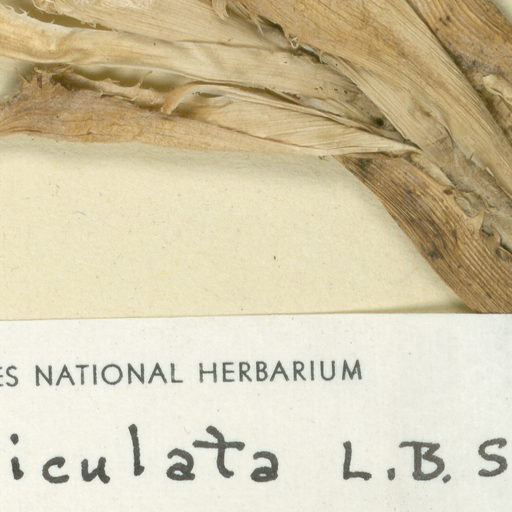 ES NATIONAL HERBARIUM
iculata L.B. S